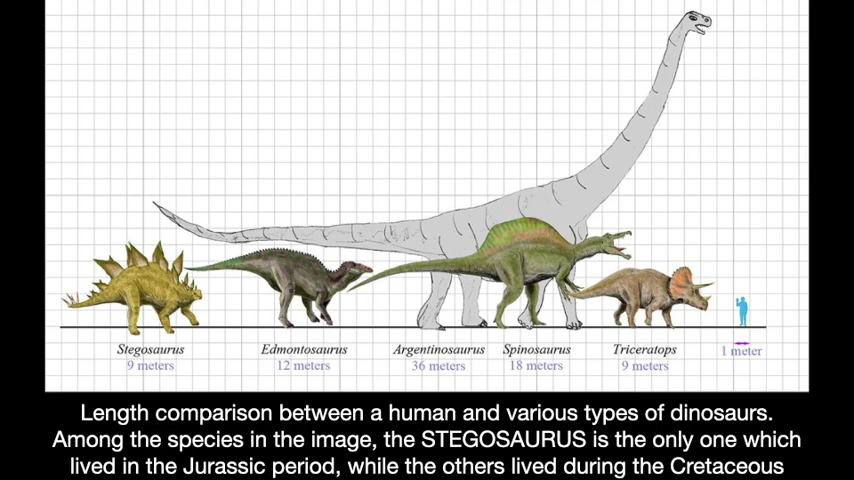 Stegosaurus Edmontosaurus Argentinosaurus Spinosaurus Triceratops 1 meter
9 meters 12 meters 36 meters 18 meters 9 meters
Length comparison between a human and various types of dinosaurs.
Among the species in the image, the STEGOSAURUS is the only one which
lived in the Jurassic period, while the others lived during the Cretaceous